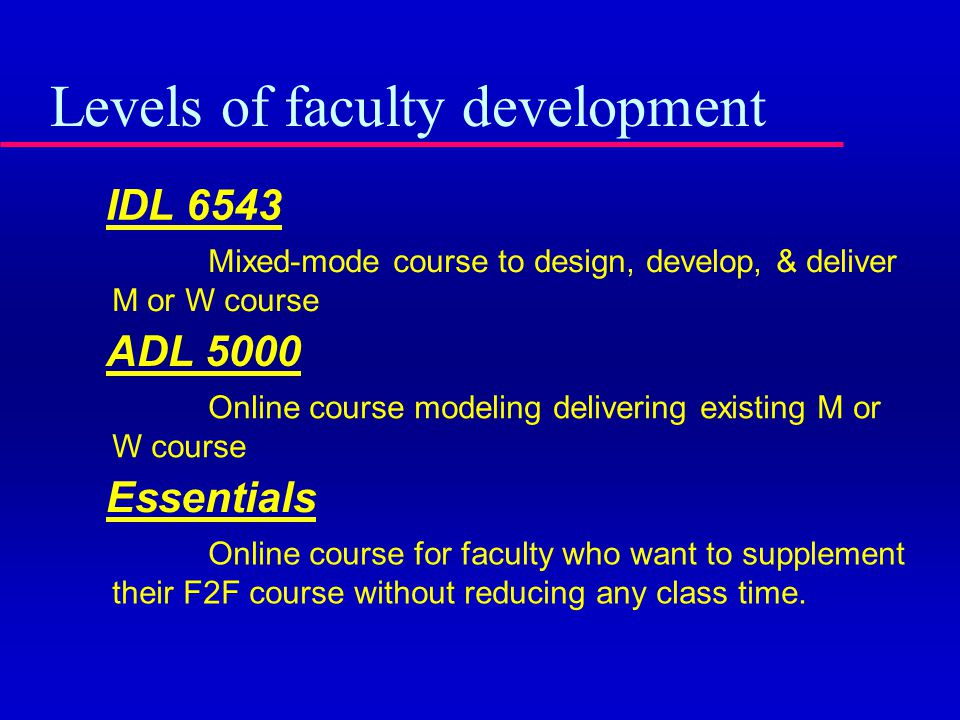 Levels of faculty development
IDL 6543
Mixed-mode course to design, develop, & deliver
M or W course
ADL 5000
Online course modeling delivering existing M or
W course
Essentials
Online course for faculty who want to supplement
their F2F course without reducing any class time.